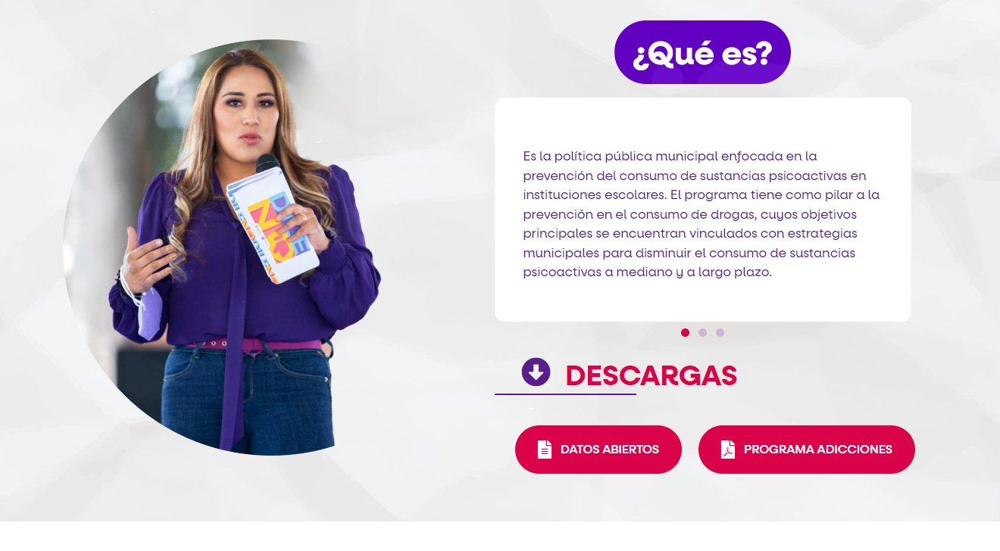 ¿Qué es?
Es la política pública municipal enfocada en la
prevención del consumo de sustancias psicoactivas en
instituciones escolares. El programa tiene como pilar a la
prevención en el consumo de drogas, cuyos objetivos
principales se encuentran vinculados con estrategias
municipales para disminuir el consumo de sustancias
psicoactivas a mediano y a largo plazo.
DESCARGAS
DATOS ABIERTOS
PROGRAMA ADICCIONES